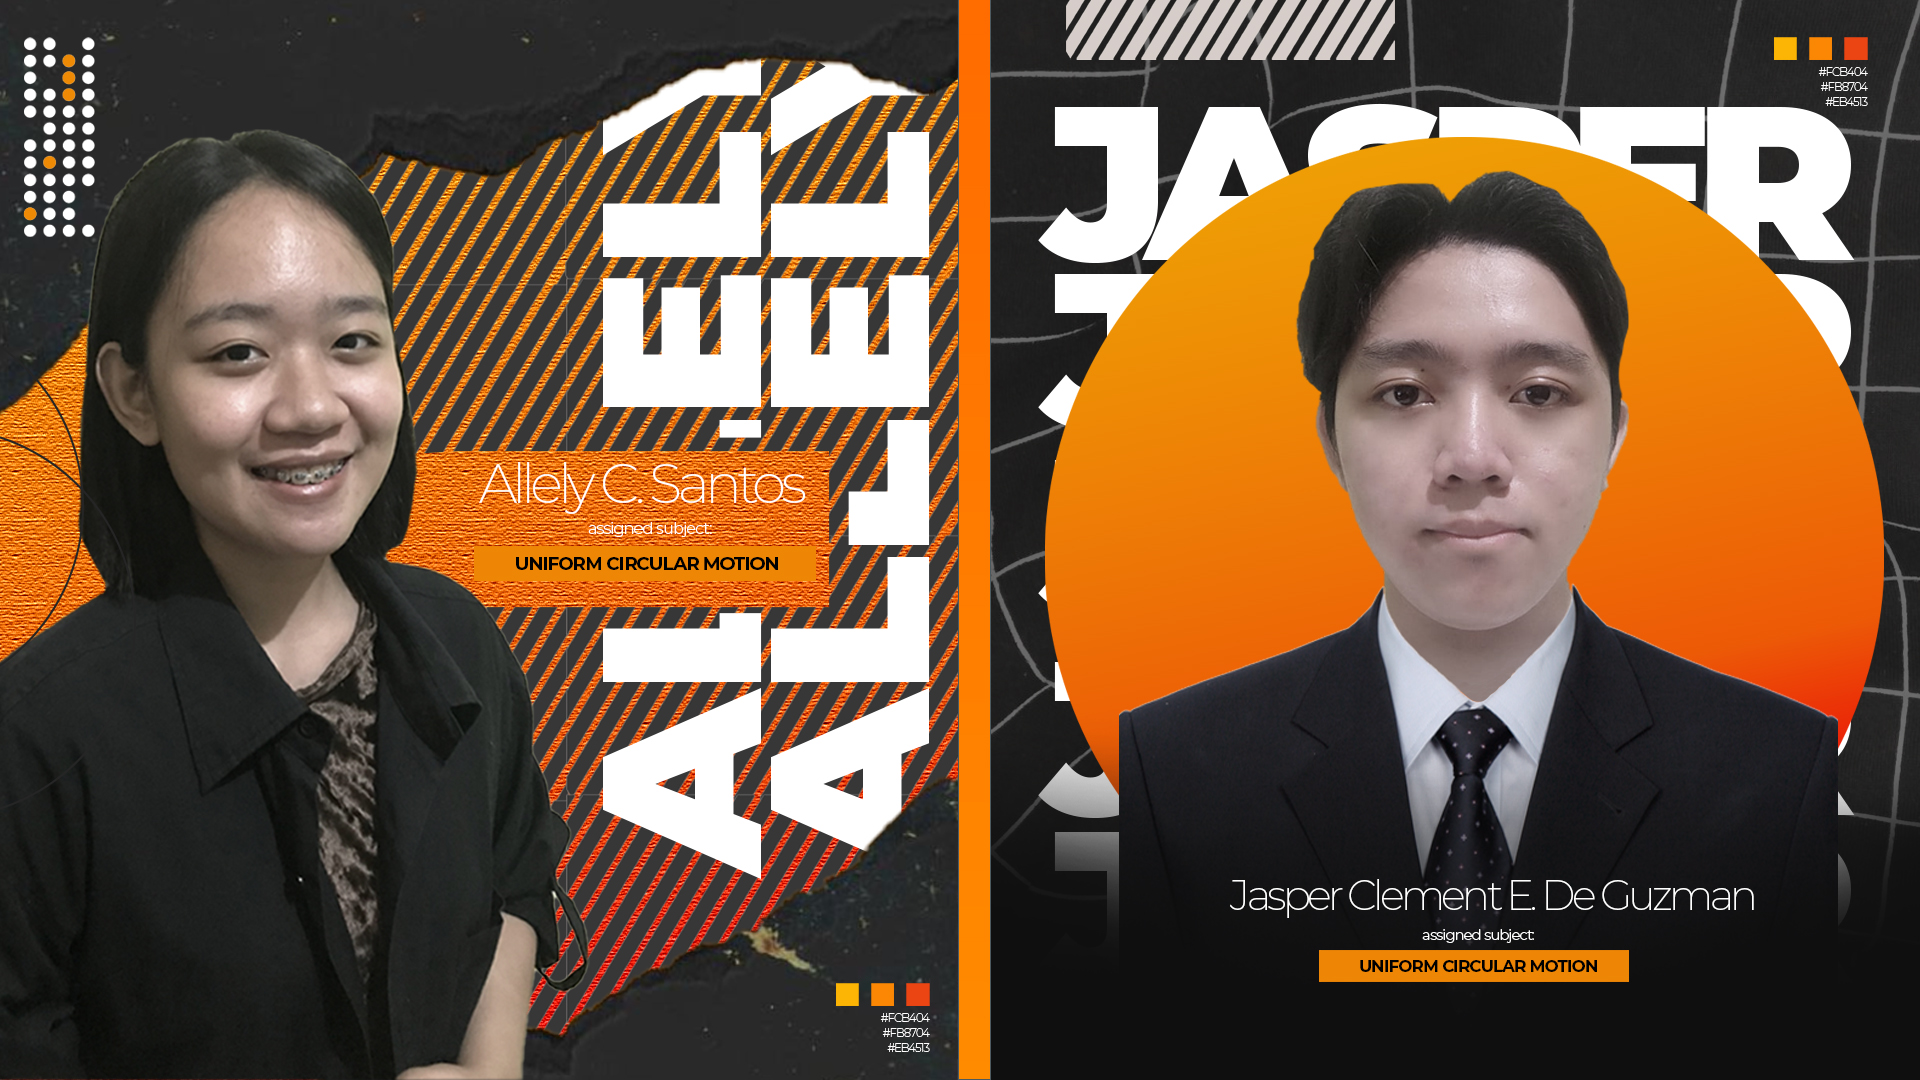 ALLELY
ALLELY
Allely C. Santos
assigned subject:
UNIFORM CIRCULAR MOTION
#FCB404
#FB8704
#EB4513
#FCB404
#FB8704
#EB4513
JASPER
Jasper Clement E. De Guzman
assigned subject:
UNIFORM CIRCULAR MOTION